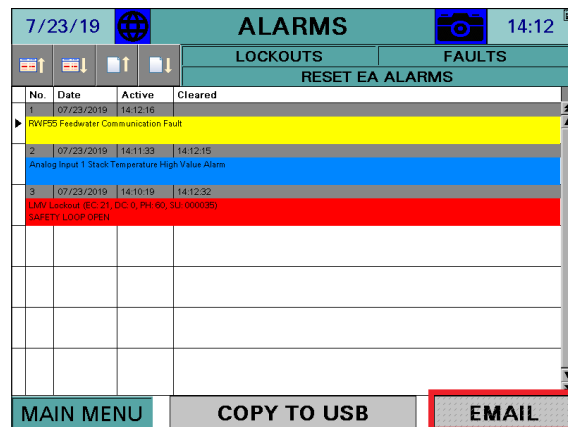 7/23/19 ALARMS 14:12
LOCKOUTS FAULTS
RESET EA ALARMS
No. Date Active Cleared
1 07/23/2019 14:12:16
RWF55 Feedwater Communication Fault
2 07/23/2019 14:11:33 14:12:15
Analog Input 1 Stack Temperature High Value Alarm
3 07/23/2019 14:10:19 14:12:32
LMV Lockout (EC: 21, DC: 0, PH: 60, SU: 000035)
SAFETY LOOP OPEN
MAIN MENU COPY TO USB EMAIL